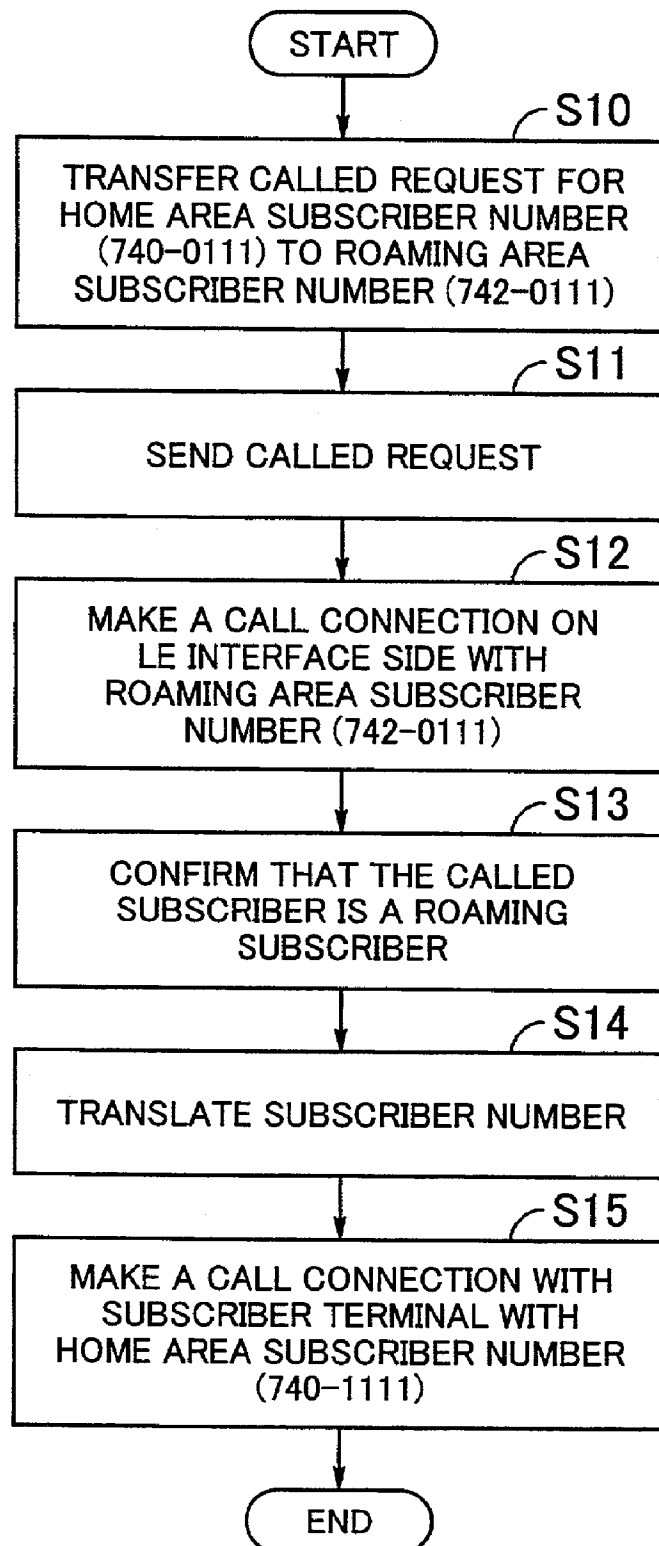 START
S10
TRANSFER CALLED REQUEST FOR
HOME AREA SUBSCRIBER NUMBER
(740-0111) TO ROAMING AREA
SUBSCRIBER NUMBER (742-0111)
S11
SEND CALLED REQUEST
S12
MAKE A CALL CONNECTION ON
LE INTERFACE SIDE WITH
ROAMING AREA SUBSCRIBER
NUMBER (742-0111)
S13
CONFIRM THAT THE CALLED
SUBSCRIBER IS A ROAMING
SUBSCRIBER
S14
TRANSLATE SUBSCRIBER NUMBER
S15
MAKE A CALL CONNECTION WITH
SUBSCRIBER TERMINAL WITH
HOME AREA SUBSCRIBER NUMBER
(740-1111)
END